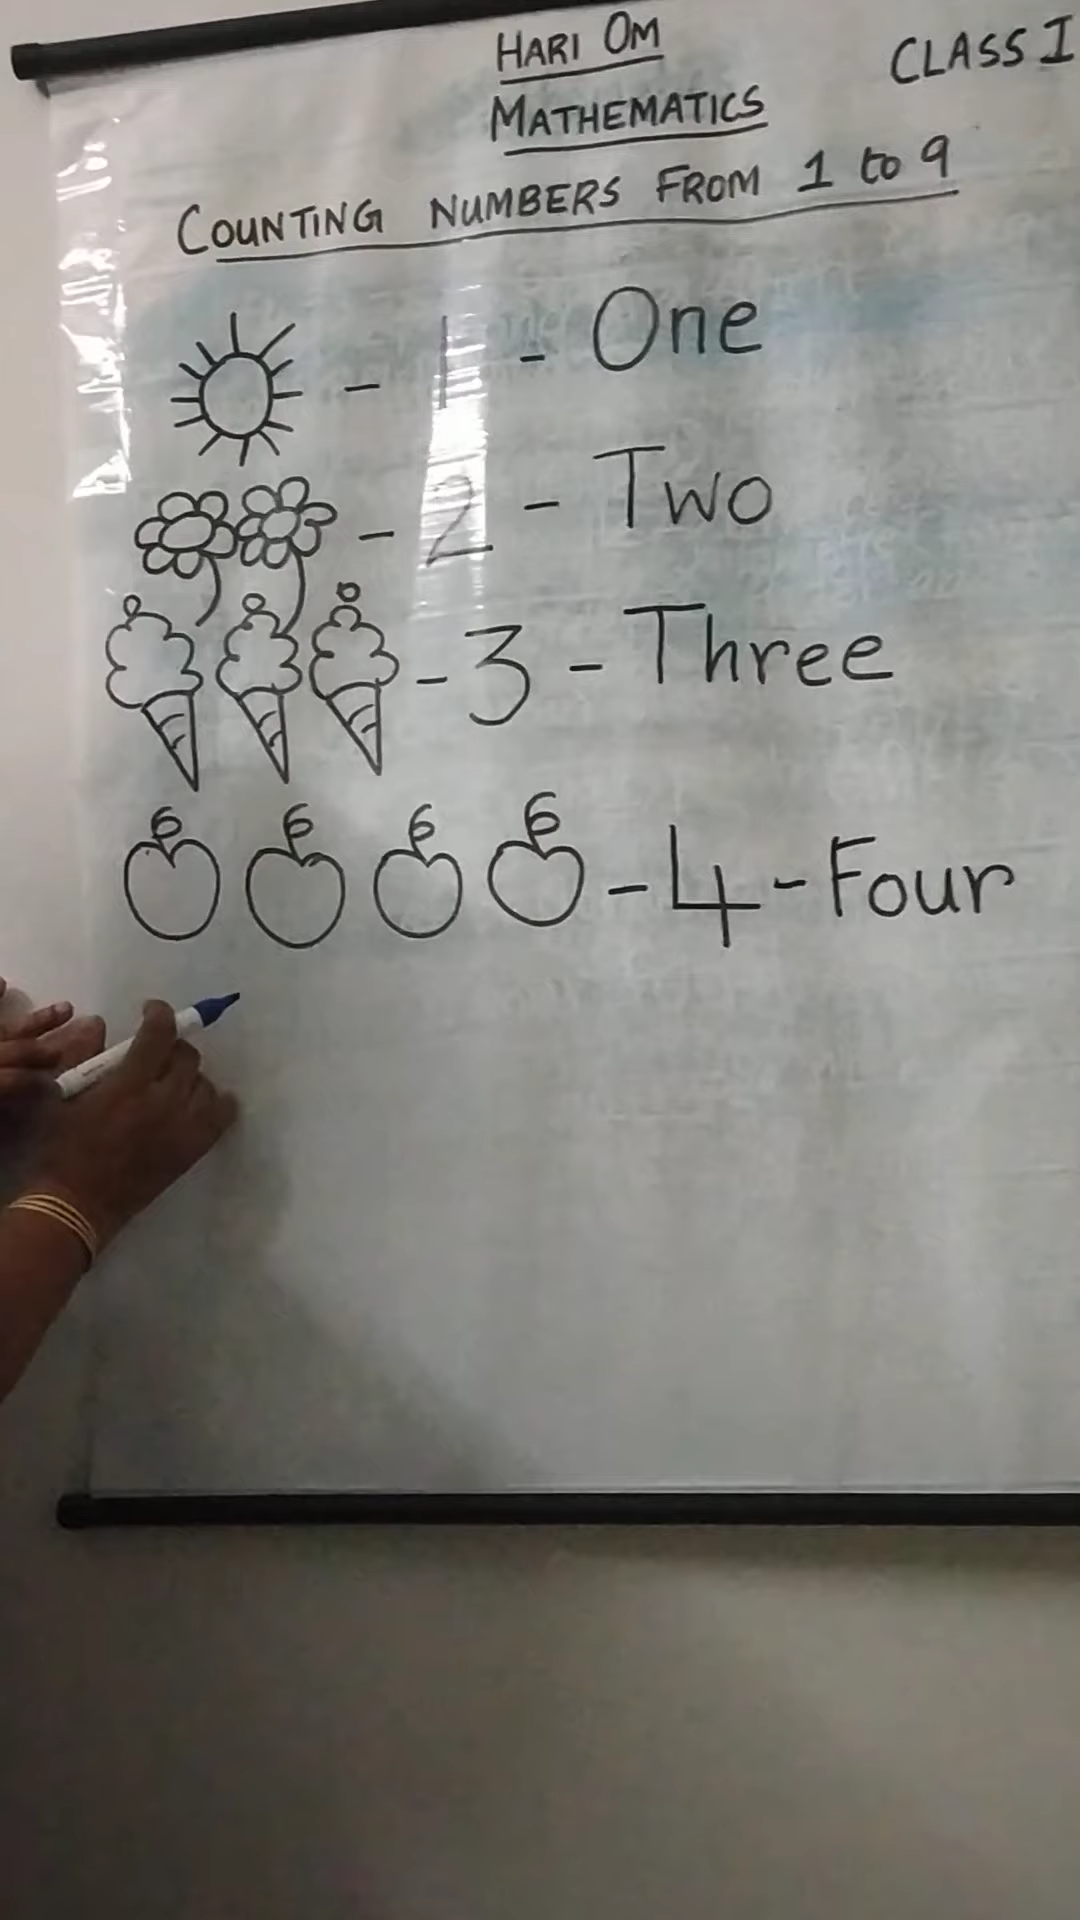 HARI OM
CLASS I
MATHEMATICS
COUNTING NUMBERS FROM 1 to 9
- 1 - One
- 2 - Two
- 3 - Three
- 4 - Four